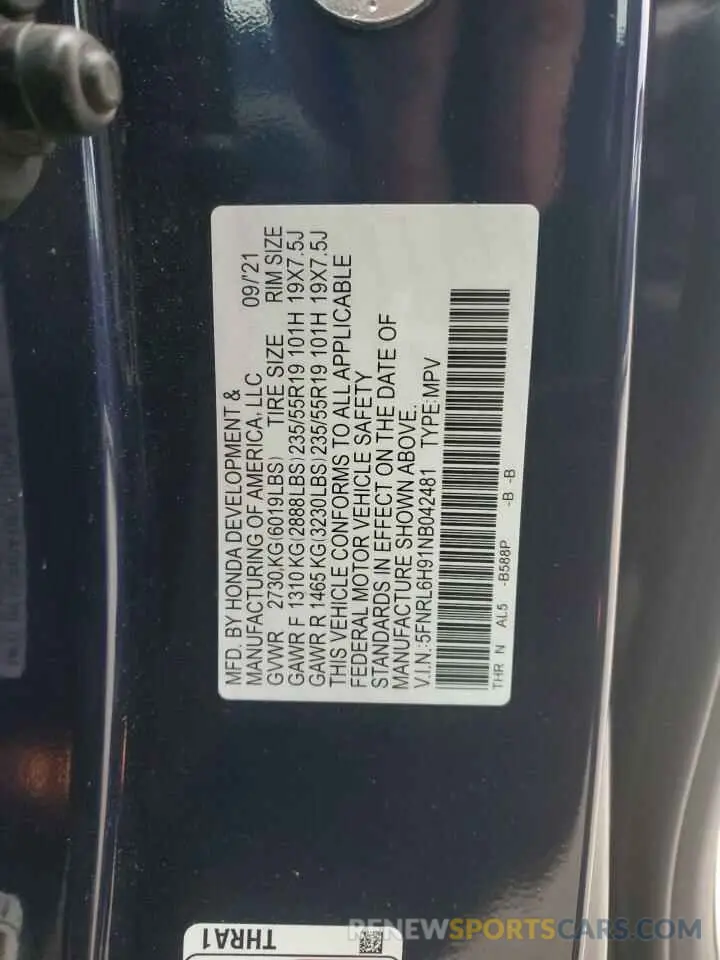 MFD. BY HONDA DEVELOPMENT &
MANUFACTURING OF AMERICA, LLC 09/'21
GVWR 2730KG(6019LBS) TIRE SIZE RIM SIZE
GAWR F 1310 KG(2888LBS) 235/55R19 101H 19X7.5J
GAWR R 1465 KG(3230LBS) 235/55R19 101H 19X7.5J
THIS VEHICLE CONFORMS TO ALL APPLICABLE
FEDERAL MOTOR VEHICLE SAFETY
STANDARDS IN EFFECT ON THE DATE OF
MANUFACTURE SHOWN ABOVE.
V.I.N.:5FNRL6H91NB042481 TYPE:MPV
THR N AL5 -B588P -B -B
THRA1
RENEWSPORTSCARS.COM